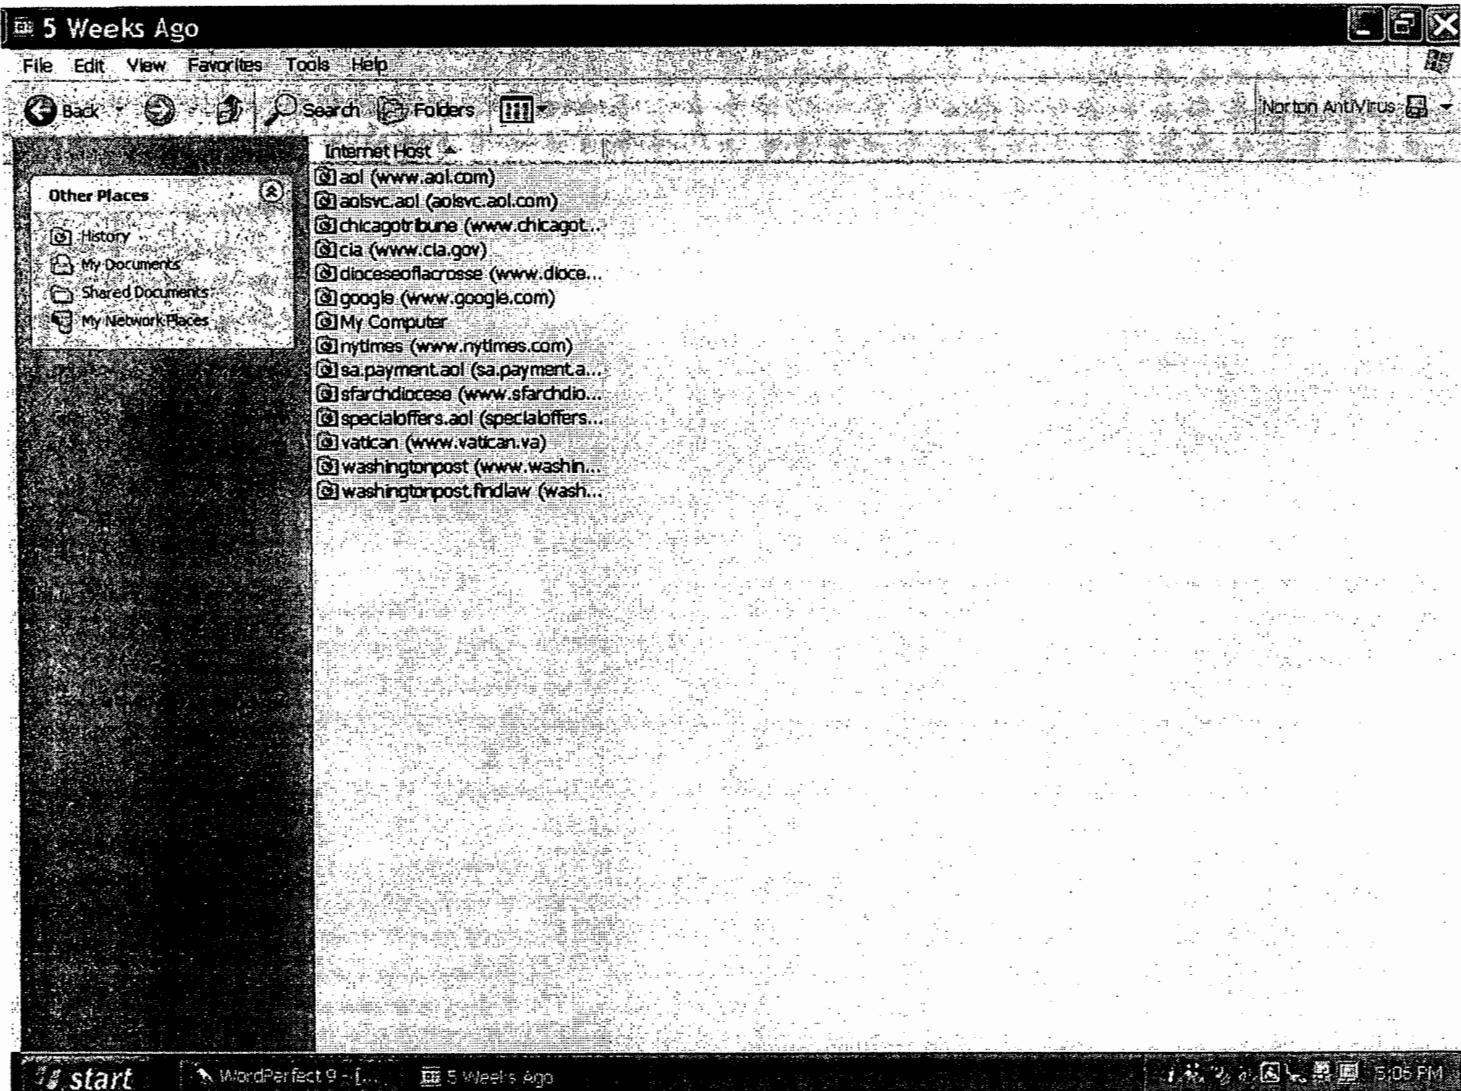 5 Weeks Ago
File Edit View Favorites Tools Help
Back Search Folders Norton AntiVirus
Internet Host
Other Places
History
My Documents
Shared Documents
My Network Places
aol (www.aol.com)
aolsvc.aol (aolsvc.aol.com)
chicagotribune (www.chicagot...
cia (www.cia.gov)
dioceseoflacrosse (www.dioce...
google (www.google.com)
My Computer
nytimes (www.nytimes.com)
sa.payment.aol (sa.payment.a...
sfarchdiocese (www.sfarchdio...
specialoffers.aol (specialoffers...
vatican (www.vatican.va)
washingtonpost (www.washin...
washingtonpost.findlaw (wash...
start WordPerfect 9 - [... 5 Weeks Ago 5:05 PM